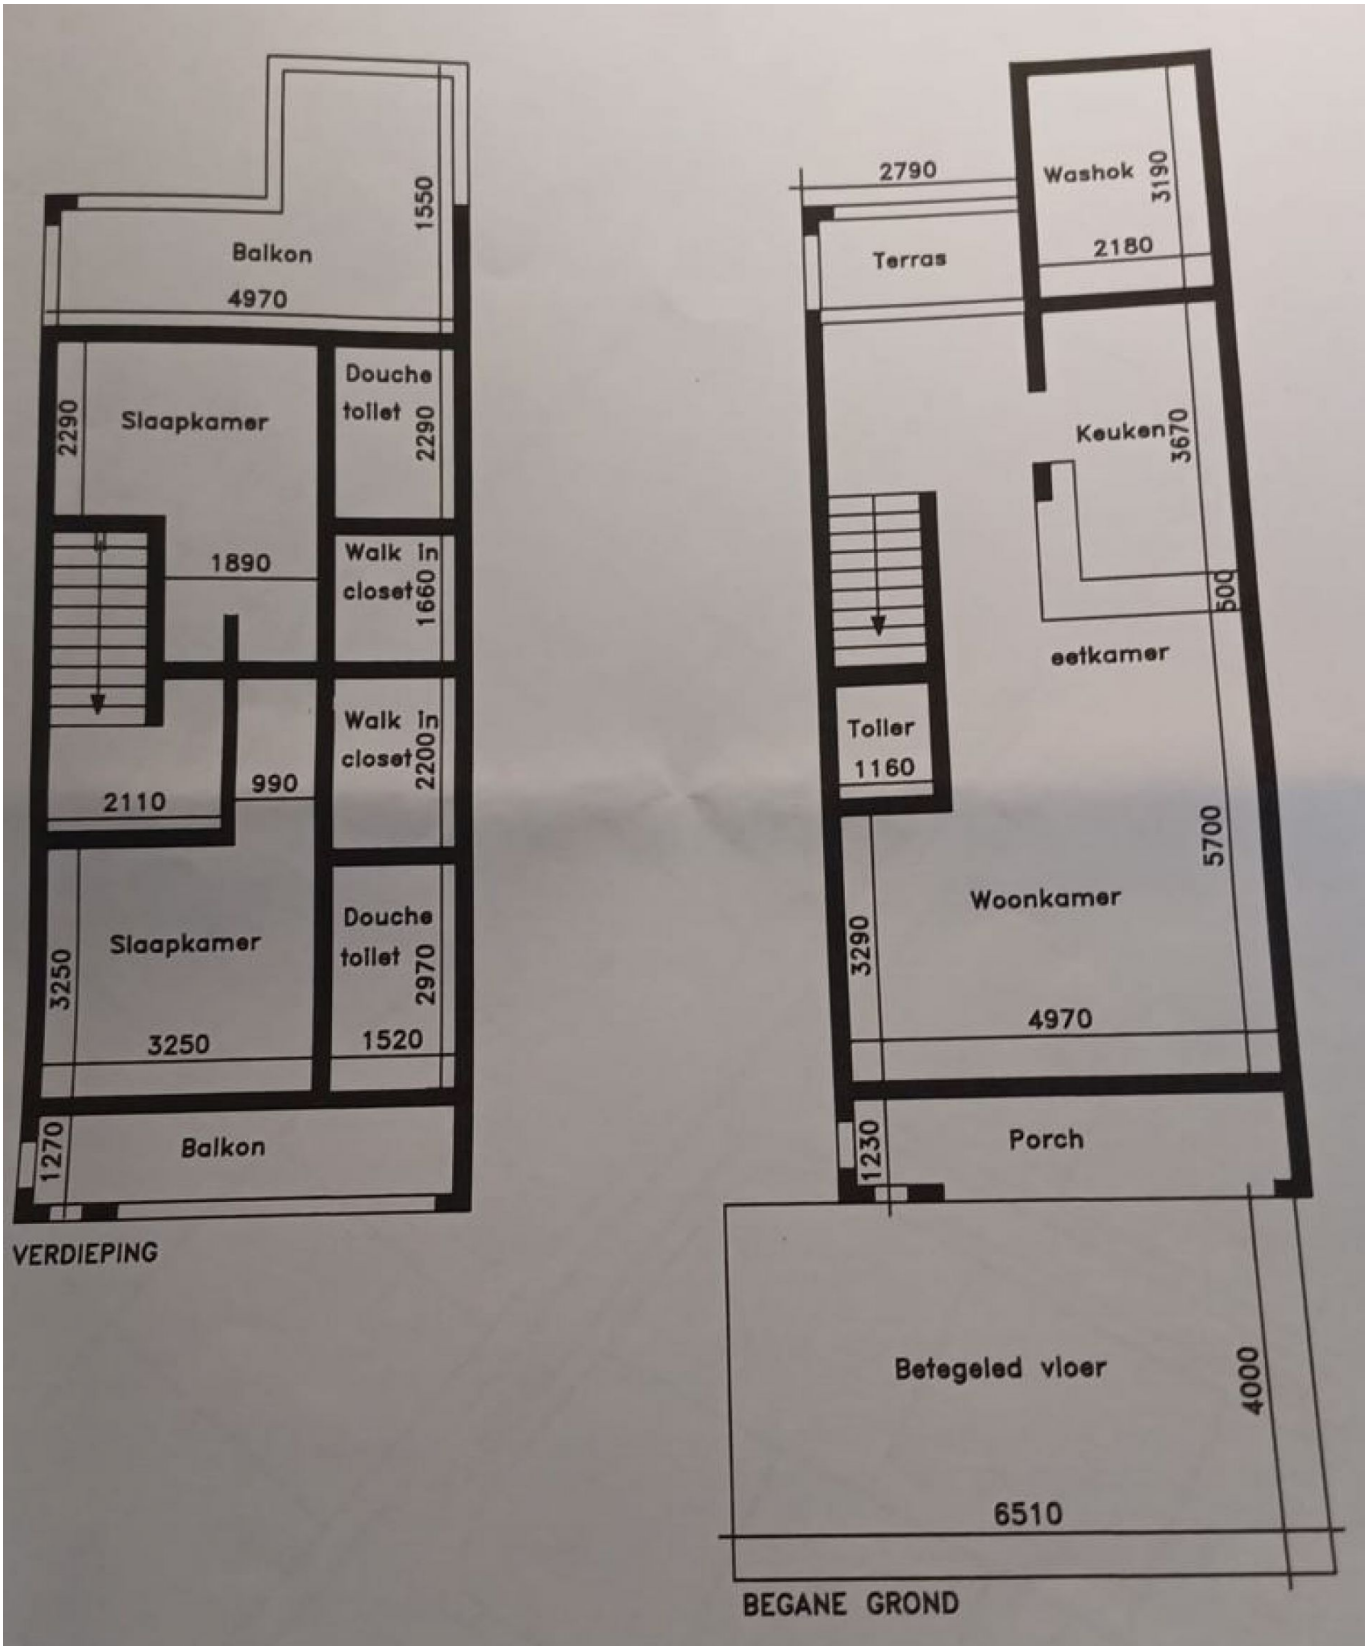 1550
Balkon
4970
Douche
toilet
2290
Slaapkamer
2290
1890
Walk in
closet
1660
Walk in
closet
2200
990
2110
Douche
toilet
2970
Slaapkamer
3250
3250
1520
1270
Balkon
VERDIEPING
2790
Washok
3190
2180
Terras
Keuken
3670
500
eetkamer
Toiler
1160
5700
Woonkamer
3290
4970
1230
Porch
Betegeled vloer
4000
6510
BEGANE GROND